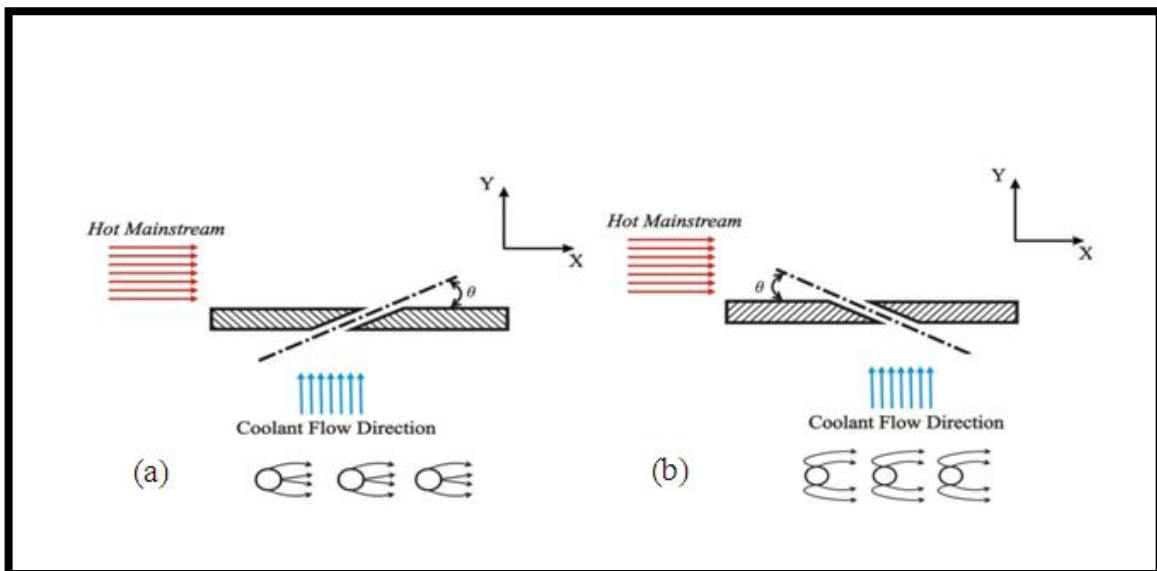 Y
X
Hot Mainstream
θ
Coolant Flow Direction
(a)
Y
X
Hot Mainstream
θ
Coolant Flow Direction
(b)